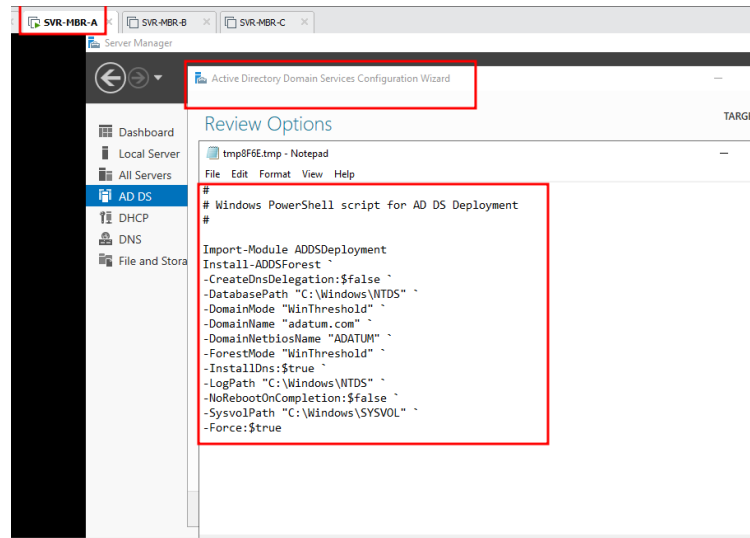 SVR-MBR-A
SVR-MBR-B
SVR-MBR-C
Server Manager
Active Directory Domain Services Configuration Wizard
Review Options
TARGE
Dashboard
Local Server
All Servers
AD DS
DHCP
DNS
File and Stora
tmp8F6E.tmp - Notepad
File Edit Format View Help
#
# Windows PowerShell script for AD DS Deployment
#
Import-Module ADDSDeployment
Install-ADDSForest `
-CreateDnsDelegation:$false `
-DatabasePath "C:\Windows\NTDS" `
-DomainMode "WinThreshold" `
-DomainName "adatum.com" `
-DomainNetbiosName "ADATUM" `
-ForestMode "WinThreshold" `
-InstallDns:$true `
-LogPath "C:\Windows\NTDS" `
-NoRebootOnCompletion:$false `
-SysvolPath "C:\Windows\SYSVOL" `
-Force:$true